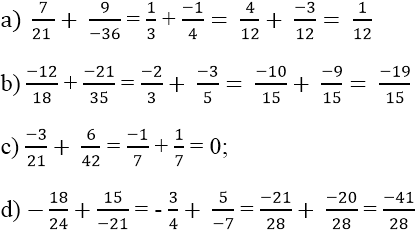 a) 7/21 + 9/-36 = 1/3 + -1/4 = 4/12 + -3/12 = 1/12
b) -12/18 + -21/35 = -2/3 + -3/5 = -10/15 + -9/15 = -19/15
c) -3/21 + 6/42 = -1/7 + 1/7 = 0;
d) - 18/24 + 15/-21 = - 3/4 + 5/-7 = -21/28 + -20/28 = -41/28